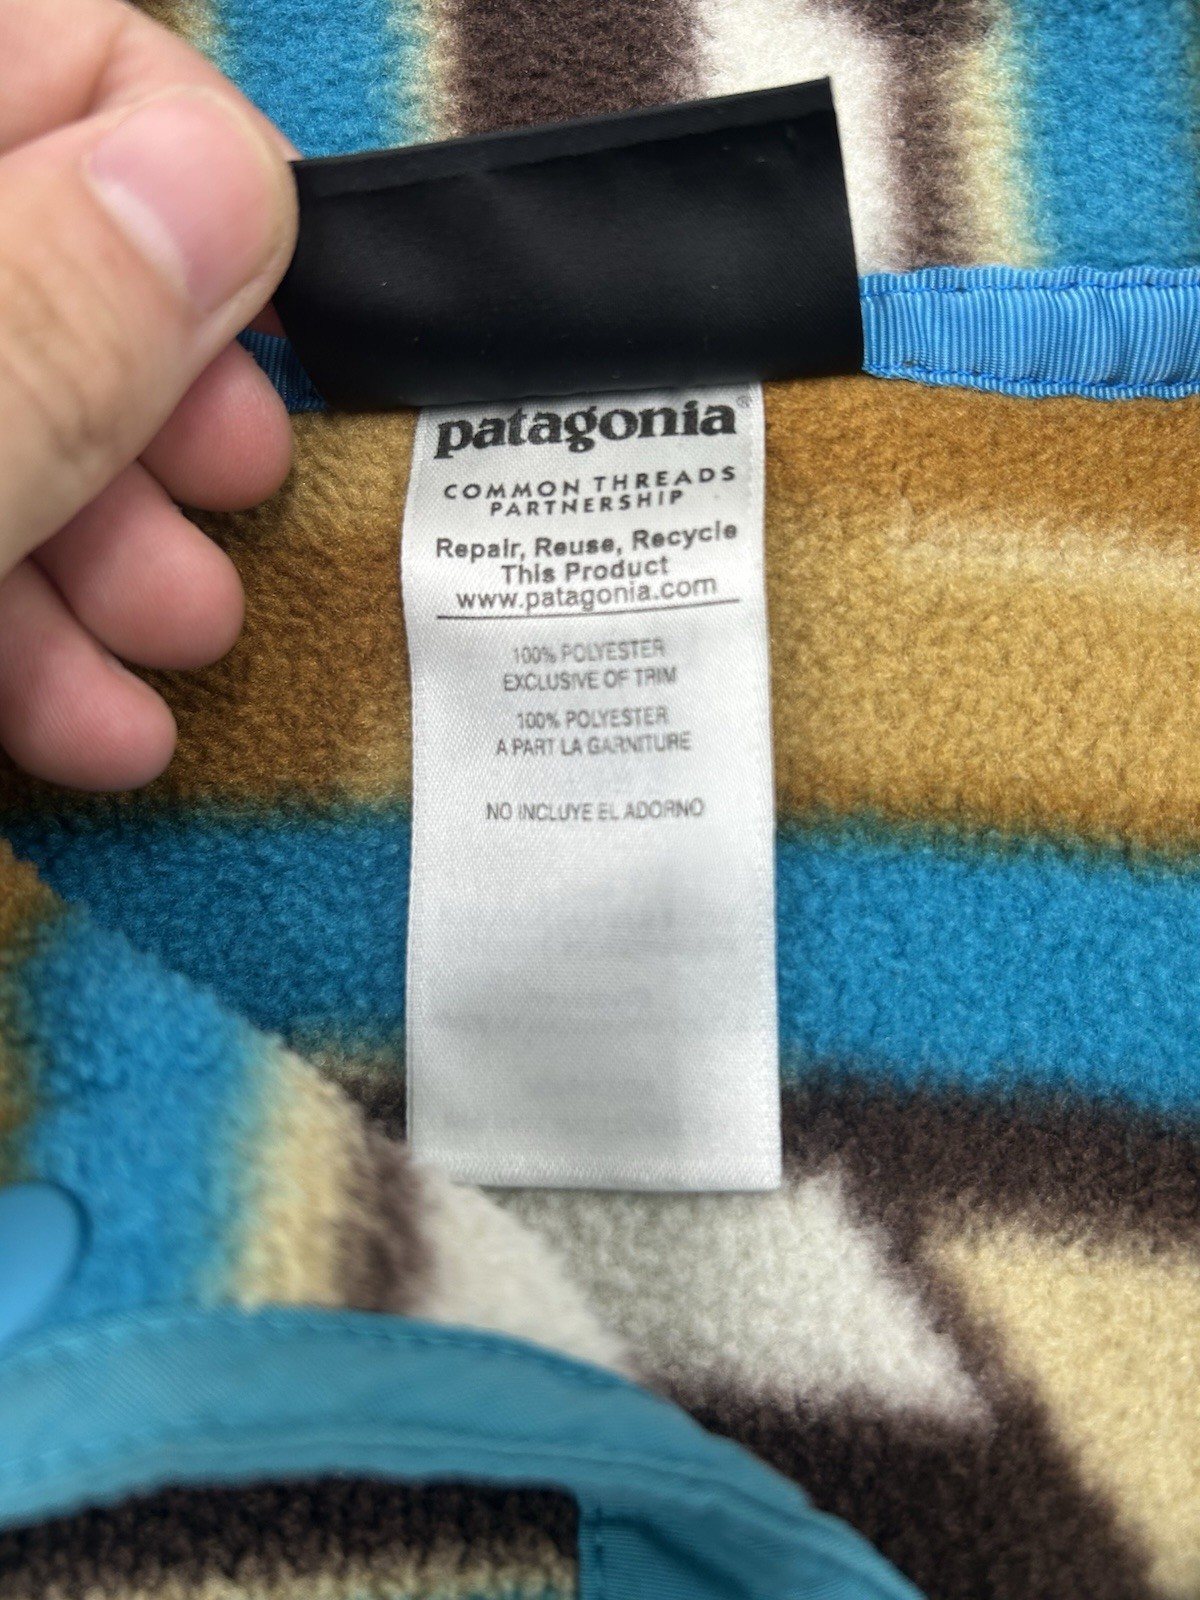 patagonia®
COMMON THREADS
PARTNERSHIP
Repair, Reuse, Recycle
This Product
www.patagonia.com
100% POLYESTER
EXCLUSIVE OF TRIM
100% POLYESTER
A PART LA GARNITURE
NO INCLUYE EL ADORNO